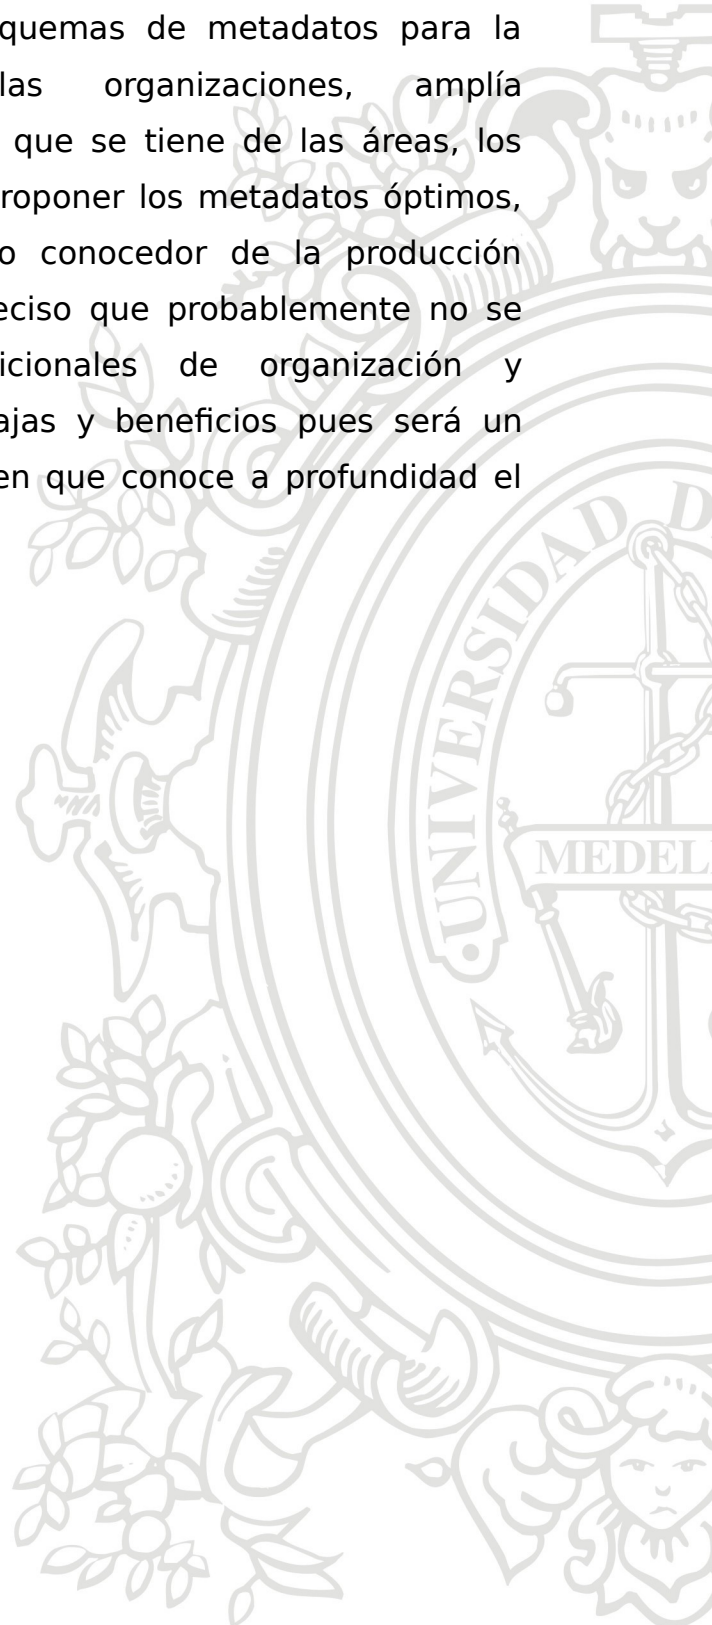 quemas de metadatos para la
las organizaciones, amplía
que se tiene de las áreas, los
roponer los metadatos óptimos,
o conocedor de la producción
eciso que probablemente no se
icionales de organización y
ajas y beneficios pues será un
en que conoce a profundidad el
UNIVERSIDAD D
MEDEL